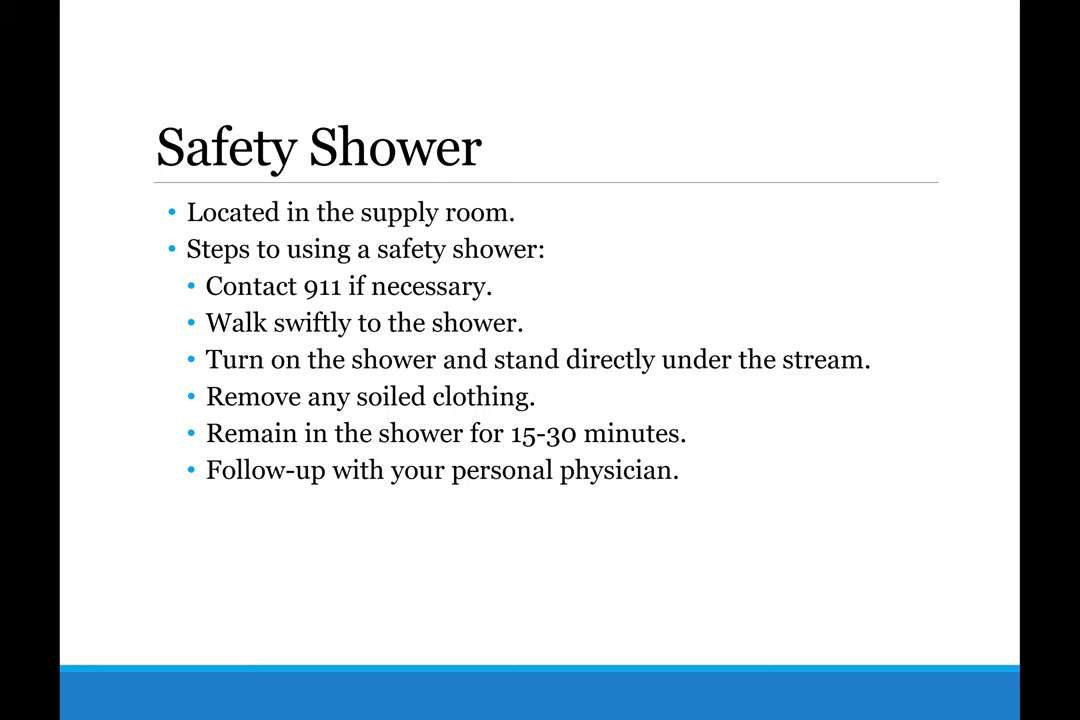 Safety Shower
• Located in the supply room.
• Steps to using a safety shower:
• Contact 911 if necessary.
• Walk swiftly to the shower.
• Turn on the shower and stand directly under the stream.
• Remove any soiled clothing.
• Remain in the shower for 15-30 minutes.
• Follow-up with your personal physician.